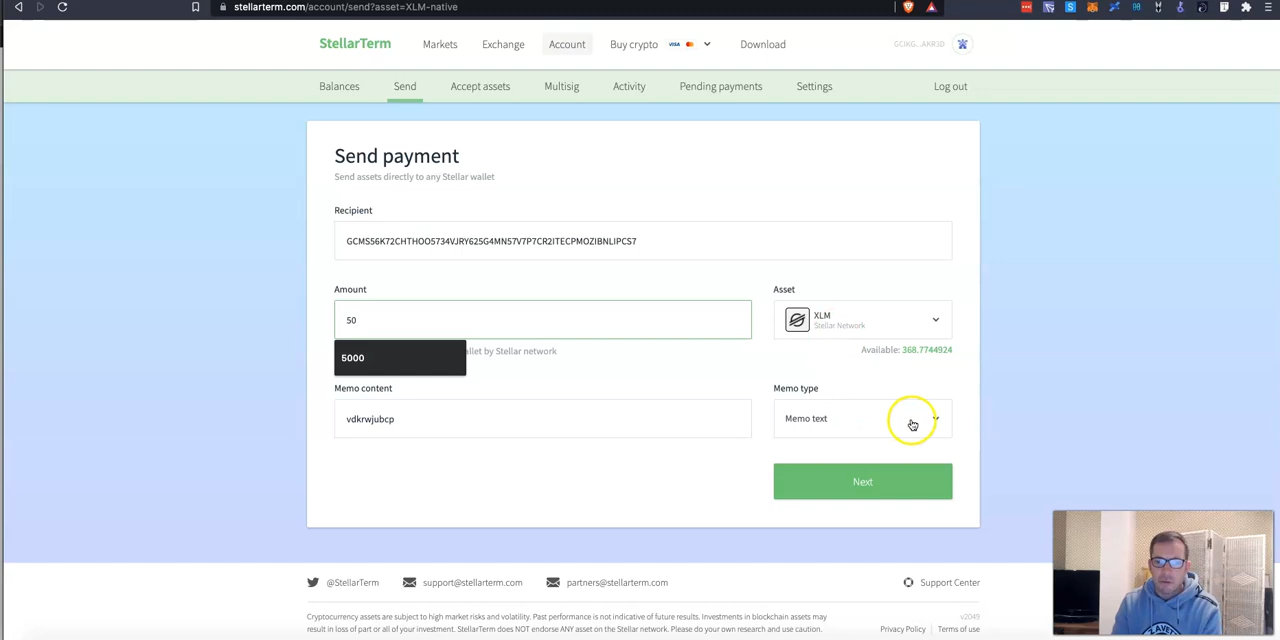 stellarterm.com/account/send?asset=XLM-native
StellarTerm
Markets
Exchange
Account
Buy crypto
VISA
Download
GCIKG...AKRJD
Balances
Send
Accept assets
Multisig
Activity
Pending payments
Settings
Log out
Send payment
Send assets directly to any Stellar wallet
Recipient
GCMS56K72CHTHOO5734VJRY625G4MN57V7P7CR2ITECPMOZIBNLIPCS7
Amount
Asset
50
XLM
Stellar Network
5000
allet by Stellar network
Available: 368.7744924
Memo content
Memo type
vdkrwjubcp
Memo text
Next
@StellarTerm
support@stellarterm.com
partners@stellarterm.com
Support Center
Cryptocurrency assets are subject to high market risks and volatility. Past performance is not indicative of future results. Investments in blockchain assets may
result in loss of part or all of your investment. StellarTerm does NOT endorse ANY asset on the Stellar network. Please do your own research and use caution.
v2045
Privacy Policy
Terms of use